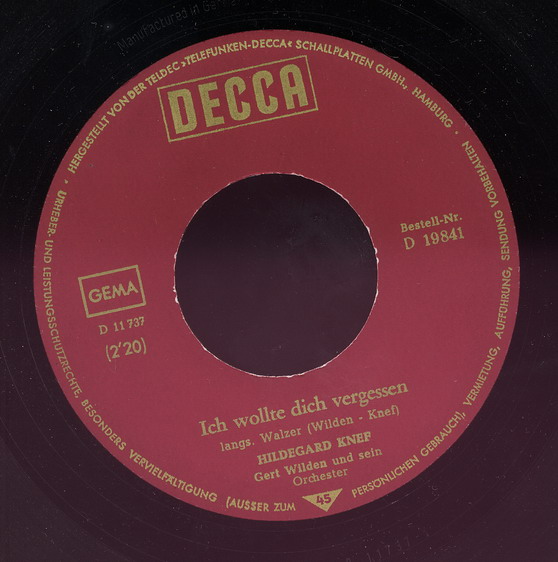 Manufactured in Ger
HERGESTELLT VON DER TELDEC »TELEFUNKEN-DECCA« SCHALLPLATTEN GMBH., HAMBURG ·
DECCA
Bestell-Nr.
D 19841
GEMA
D 11 737
(2'20)
Ich wollte dich vergessen
langs. Walzer (Wilden - Knef)
HILDEGARD KNEF
Gert Wilden und sein
Orchester
45
· URHEBER- UND LEISTUNGSSCHUTZRECHTE, BESONDERS VERVIELFÄLTIGUNG (AUSSER ZUM PERSÖNLICHEN GEBRAUCH), VERMIETUNG, AUFFÜHRUNG, SENDUNG VORBEHALTEN ·